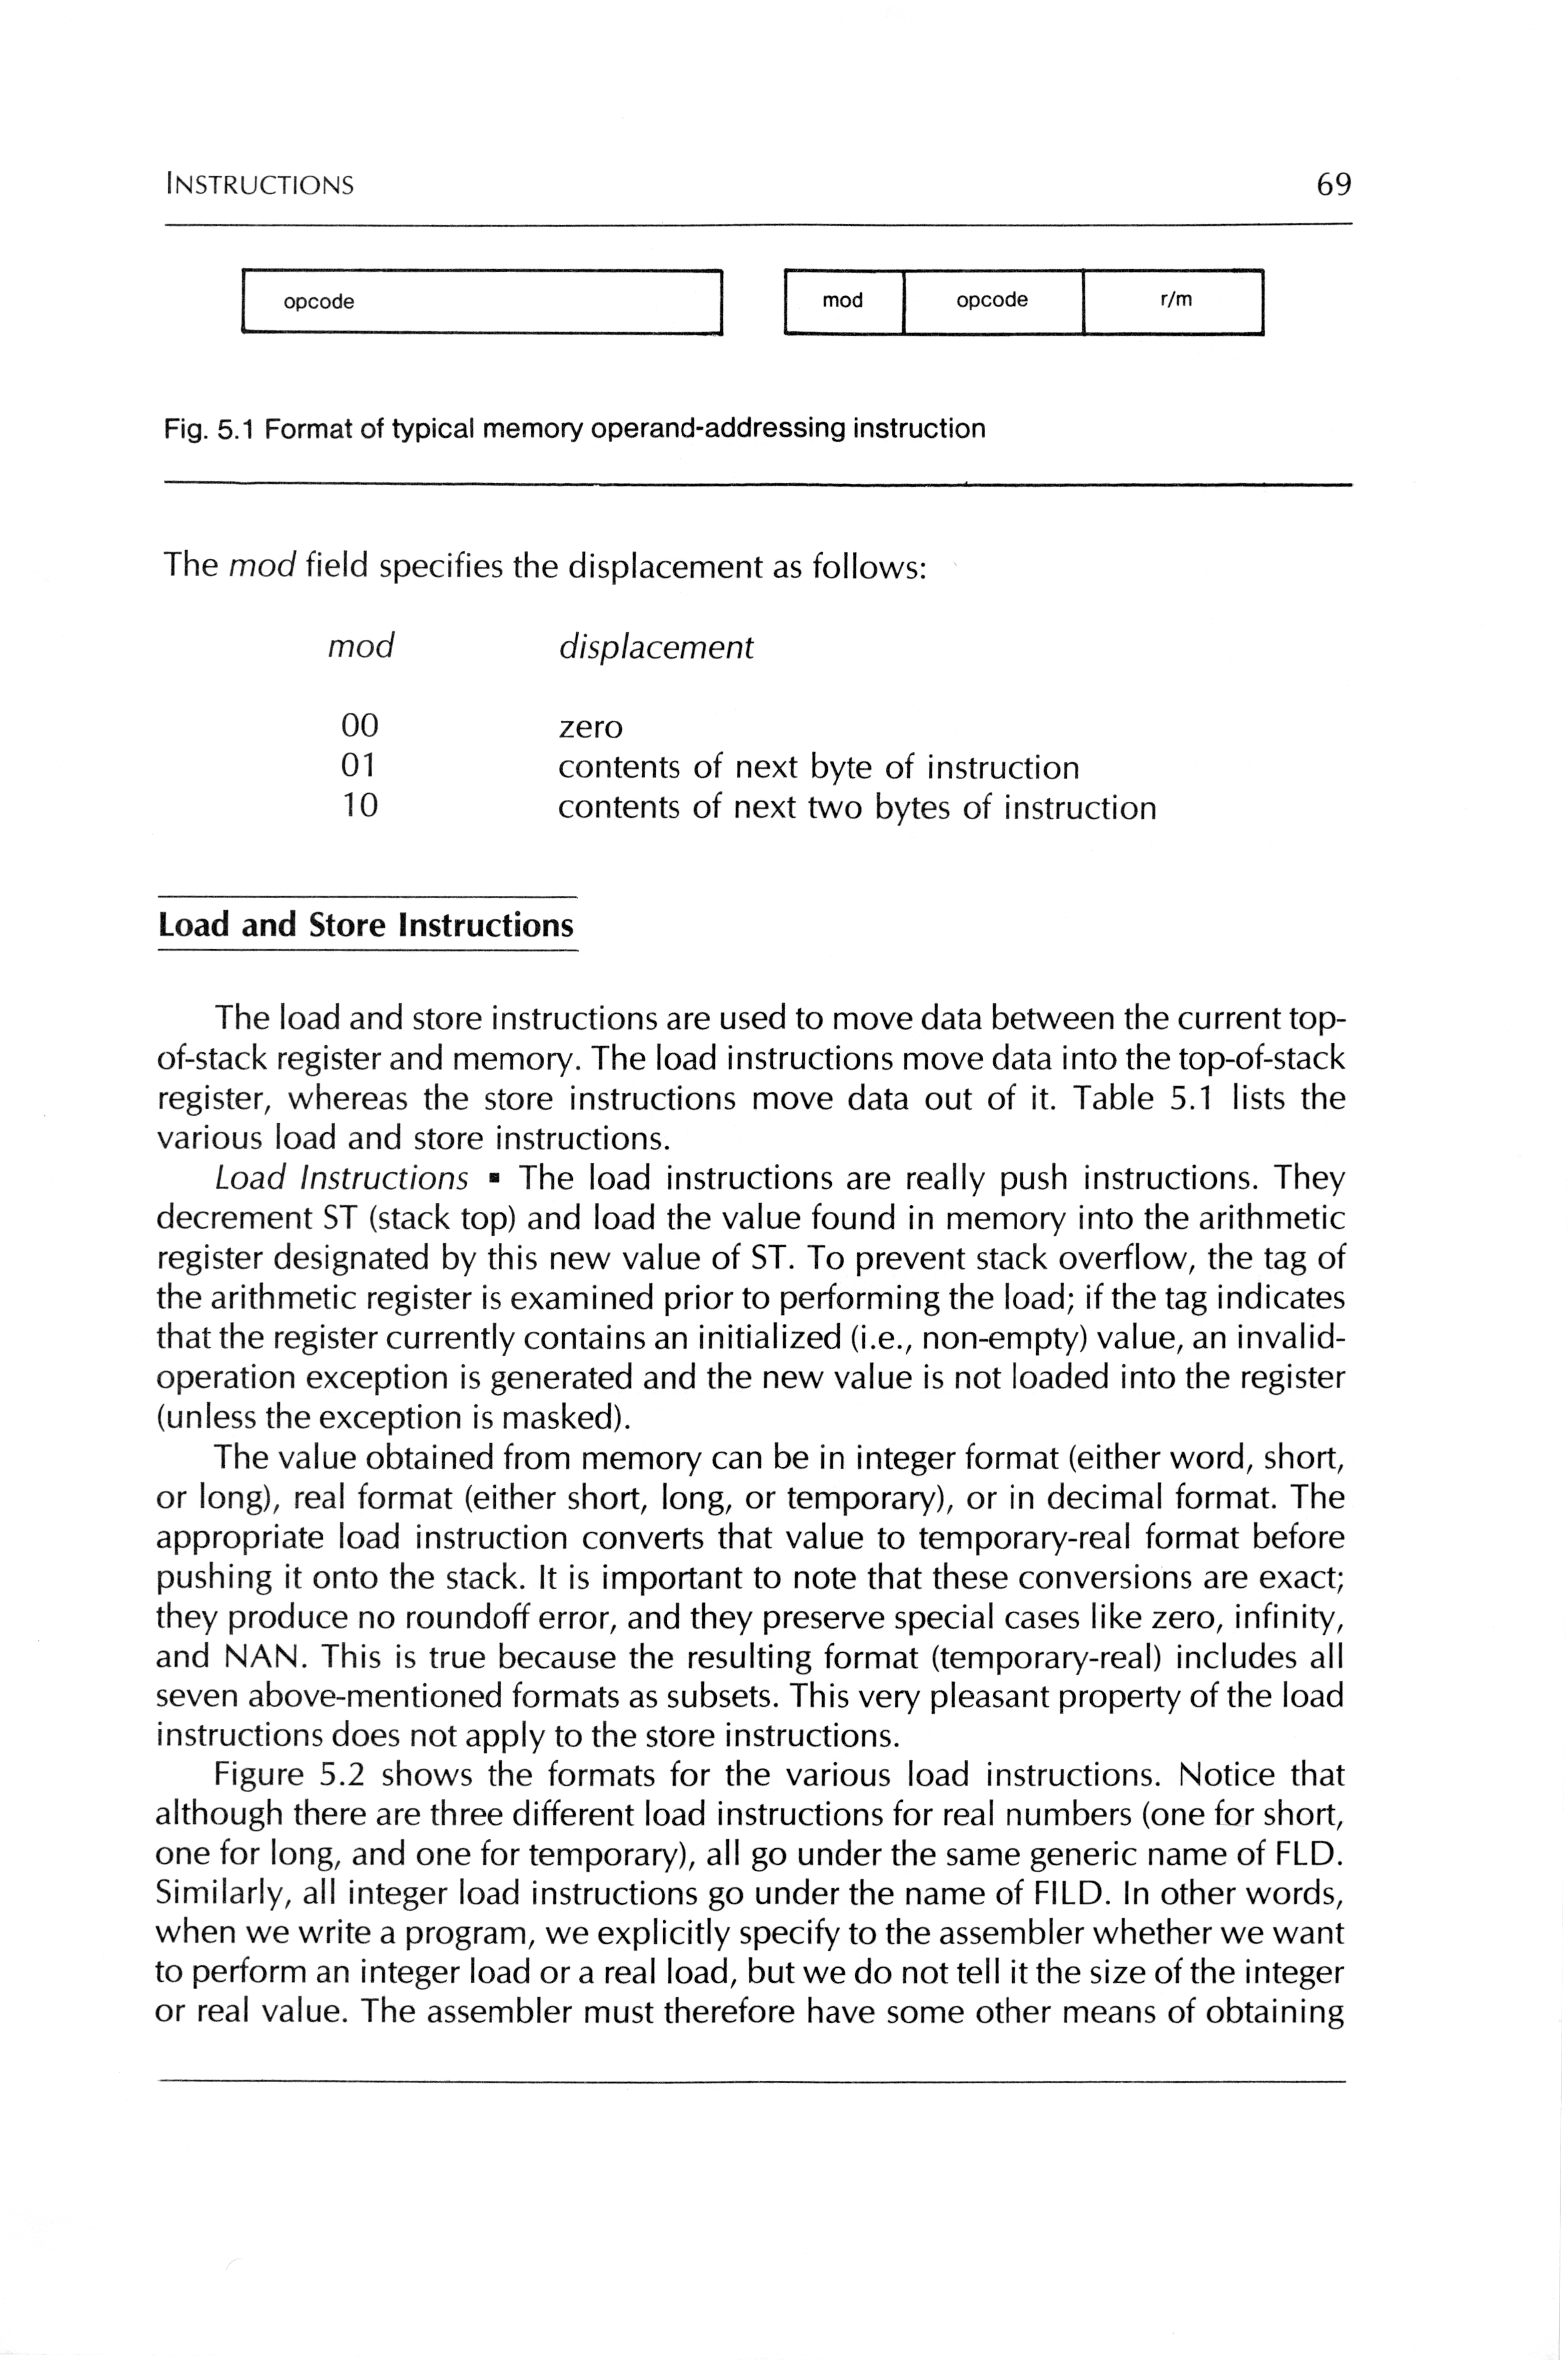 INSTRUCTIONS 69
opcode mod opcode r/m
Fig. 5.1 Format of typical memory operand-addressing instruction
The mod field specifies the displacement as follows:
mod displacement
00 zero
01 contents of next byte of instruction
10 contents of next two bytes of instruction
Load and Store Instructions
The load and store instructions are used to move data between the current top-
of-stack register and memory. The load instructions move data into the top-of-stack
register, whereas the store instructions move data out of it. Table 5.1 lists the
various load and store instructions.
Load Instructions ▪ The load instructions are really push instructions. They
decrement ST (stack top) and load the value found in memory into the arithmetic
register designated by this new value of ST. To prevent stack overflow, the tag of
the arithmetic register is examined prior to performing the load; if the tag indicates
that the register currently contains an initialized (i.e., non-empty) value, an invalid-
operation exception is generated and the new value is not loaded into the register
(unless the exception is masked).
The value obtained from memory can be in integer format (either word, short,
or long), real format (either short, long, or temporary), or in decimal format. The
appropriate load instruction converts that value to temporary-real format before
pushing it onto the stack. It is important to note that these conversions are exact;
they produce no roundoff error, and they preserve special cases like zero, infinity,
and NAN. This is true because the resulting format (temporary-real) includes all
seven above-mentioned formats as subsets. This very pleasant property of the load
instructions does not apply to the store instructions.
Figure 5.2 shows the formats for the various load instructions. Notice that
although there are three different load instructions for real numbers (one for short,
one for long, and one for temporary), all go under the same generic name of FLD.
Similarly, all integer load instructions go under the name of FILD. In other words,
when we write a program, we explicitly specify to the assembler whether we want
to perform an integer load or a real load, but we do not tell it the size of the integer
or real value. The assembler must therefore have some other means of obtaining